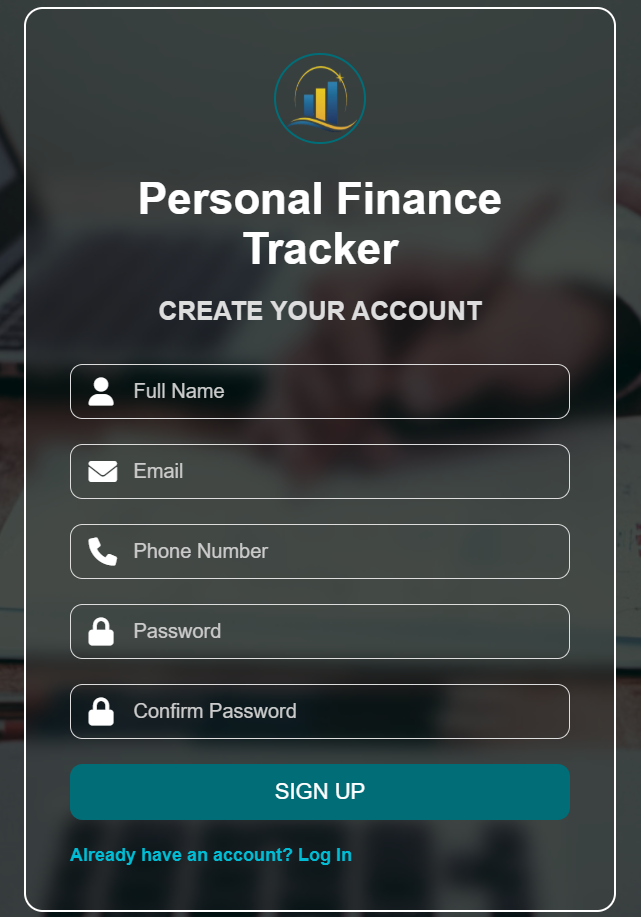 Personal Finance
Tracker
CREATE YOUR ACCOUNT
Full Name
Email
Phone Number
Password
Confirm Password
SIGN UP
Already have an account? Log In